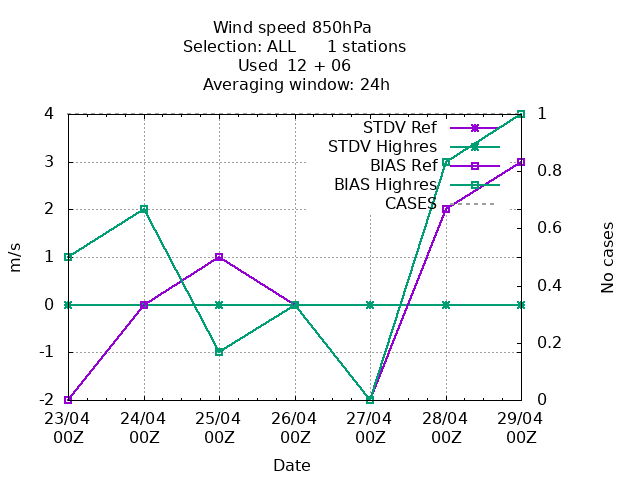 Wind speed 850hPa
Selection: ALL 1 stations
Used 12 + 06
Averaging window: 24h
4
3
2
1
0
-1
-2
m/s
1
0.8
0.6
0.4
0.2
0
No cases
STDV Ref
STDV Highres
BIAS Ref
BIAS Highres
CASES
23/04 24/04 25/04 26/04 27/04 28/04 29/04
00Z 00Z 00Z 00Z 00Z 00Z 00Z
Date